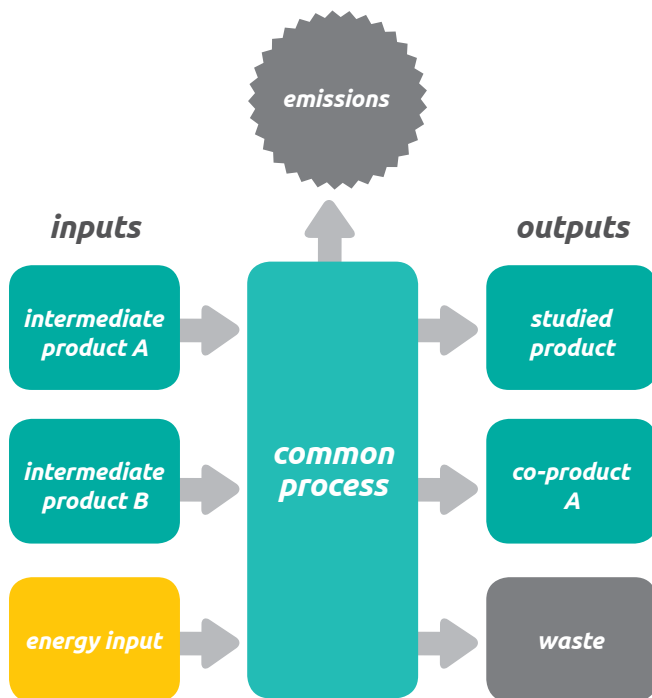 emissions
inputs
outputs
intermediate
product A
studied
product
common
process
intermediate
product B
co-product
A
energy input
waste